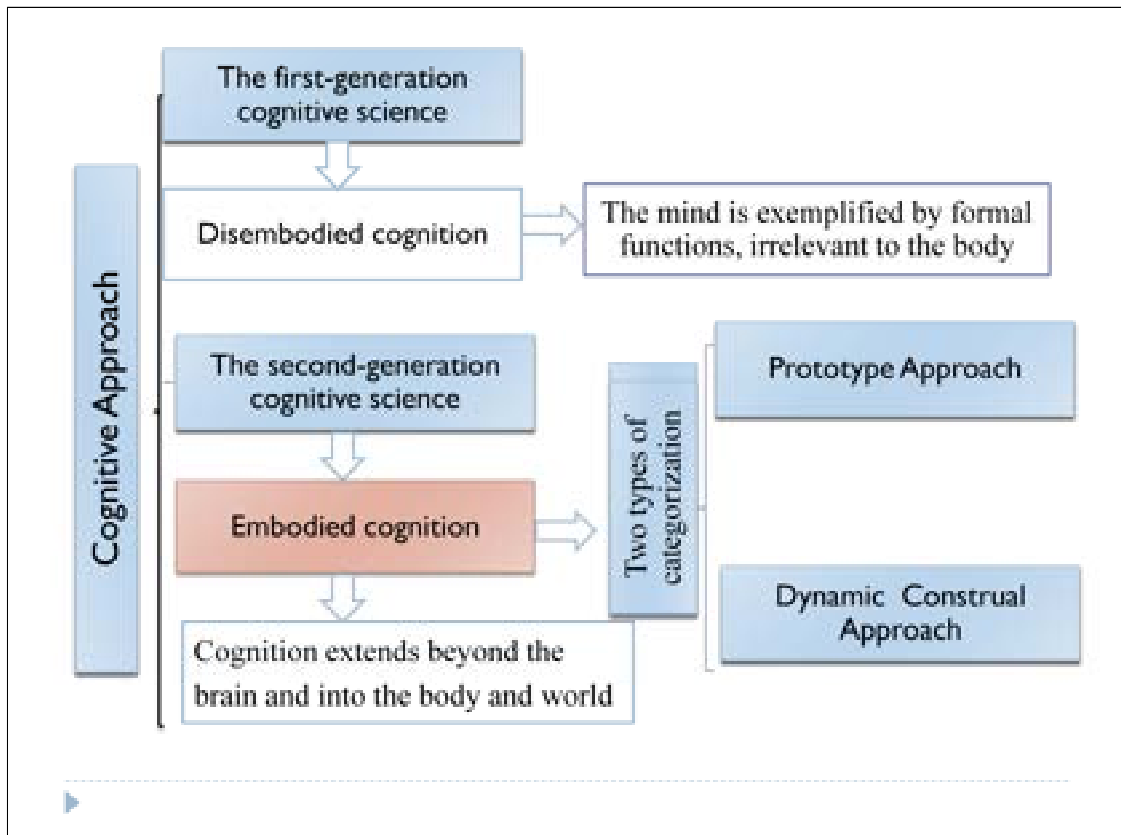 Cognitive Approach
The first-generation
cognitive science
Disembodied cognition
The mind is exemplified by formal
functions, irrelevant to the body
The second-generation
cognitive science
Embodied cognition
Cognition extends beyond the
brain and into the body and world
Two types of
categorization
Prototype Approach
Dynamic Construal
Approach